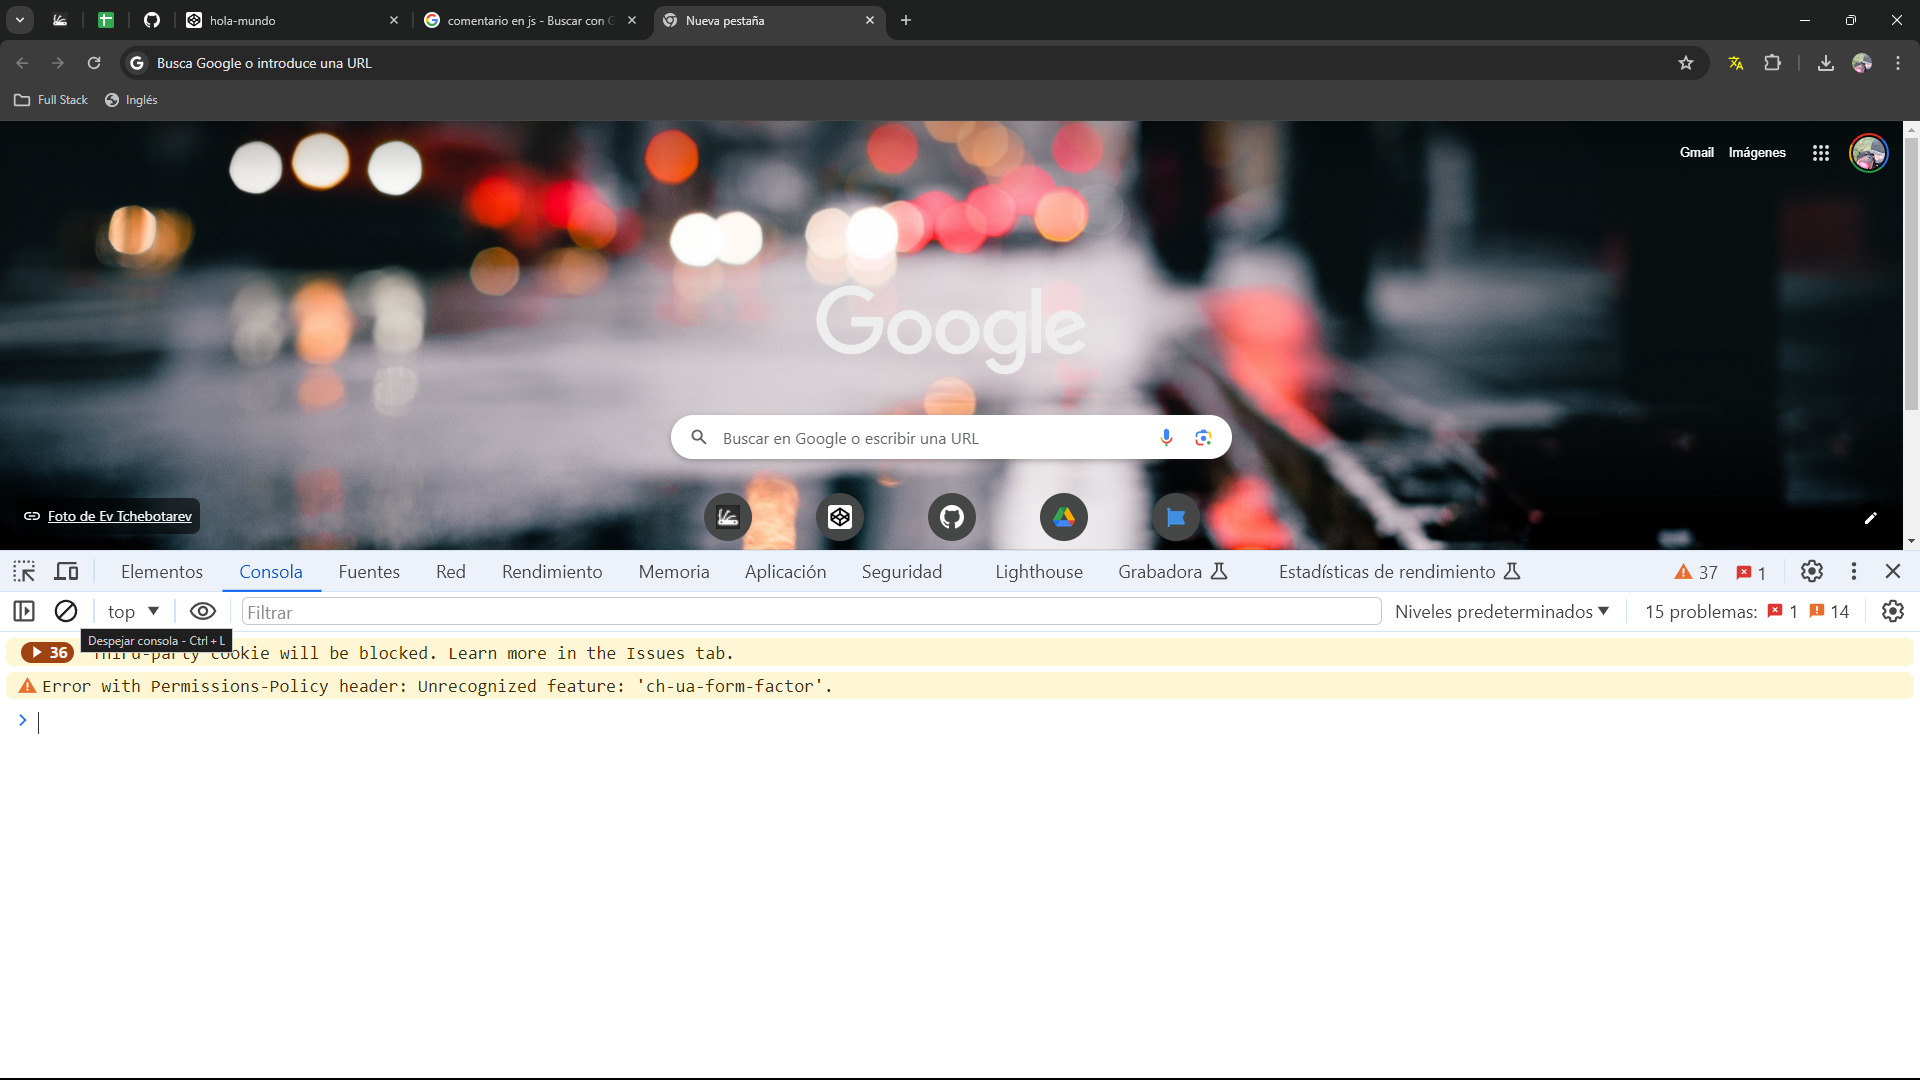 hola-mundo
comentario en js - Buscar con G
Nueva pestaña
Busca Google o introduce una URL
Full Stack
Inglés
Gmail
Imágenes
Google
Buscar en Google o escribir una URL
Foto de Ev Tchebotarev
Elementos
Consola
Fuentes
Red
Rendimiento
Memoria
Aplicación
Seguridad
Lighthouse
Grabadora
Estadísticas de rendimiento
37
1
top
Filtrar
Niveles predeterminados
15 problemas:
1
14
Despejar consola - Ctrl + L
36
Third-party cookie will be blocked. Learn more in the Issues tab.
Error with Permissions-Policy header: Unrecognized feature: 'ch-ua-form-factor'.